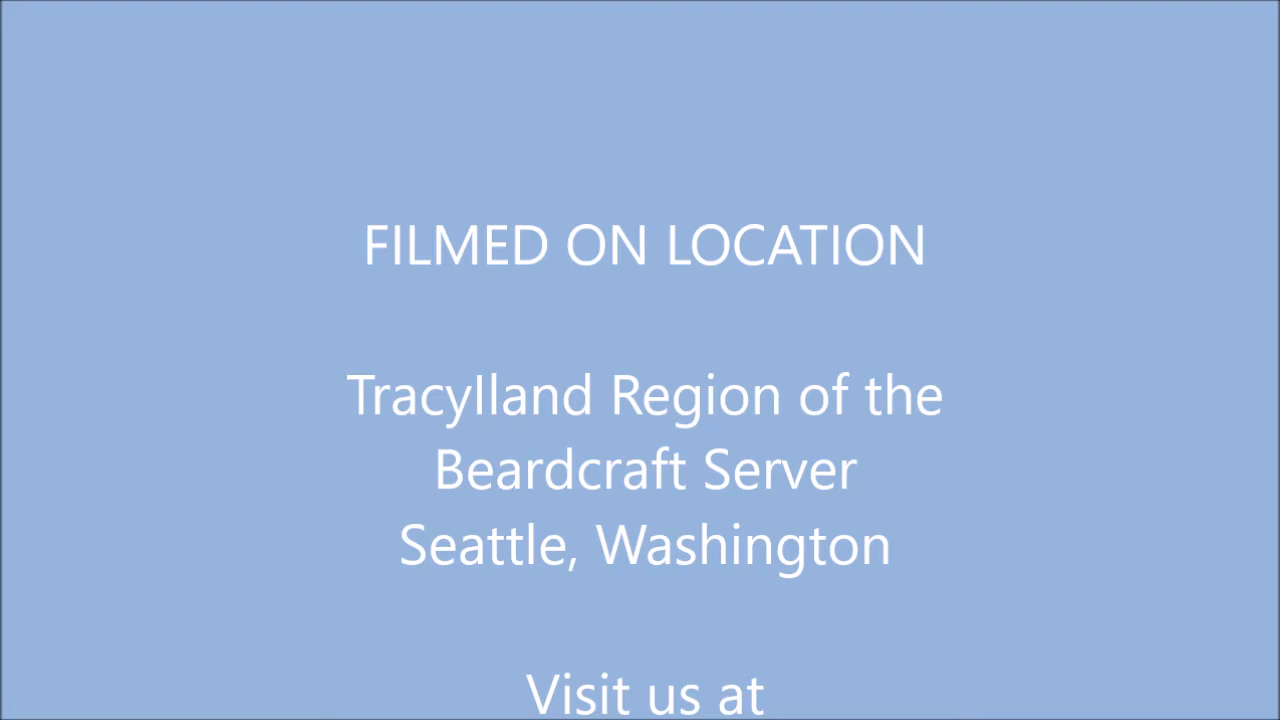 FILMED ON LOCATION
TracyIland Region of the
Beardcraft Server
Seattle, Washington
Visit us at